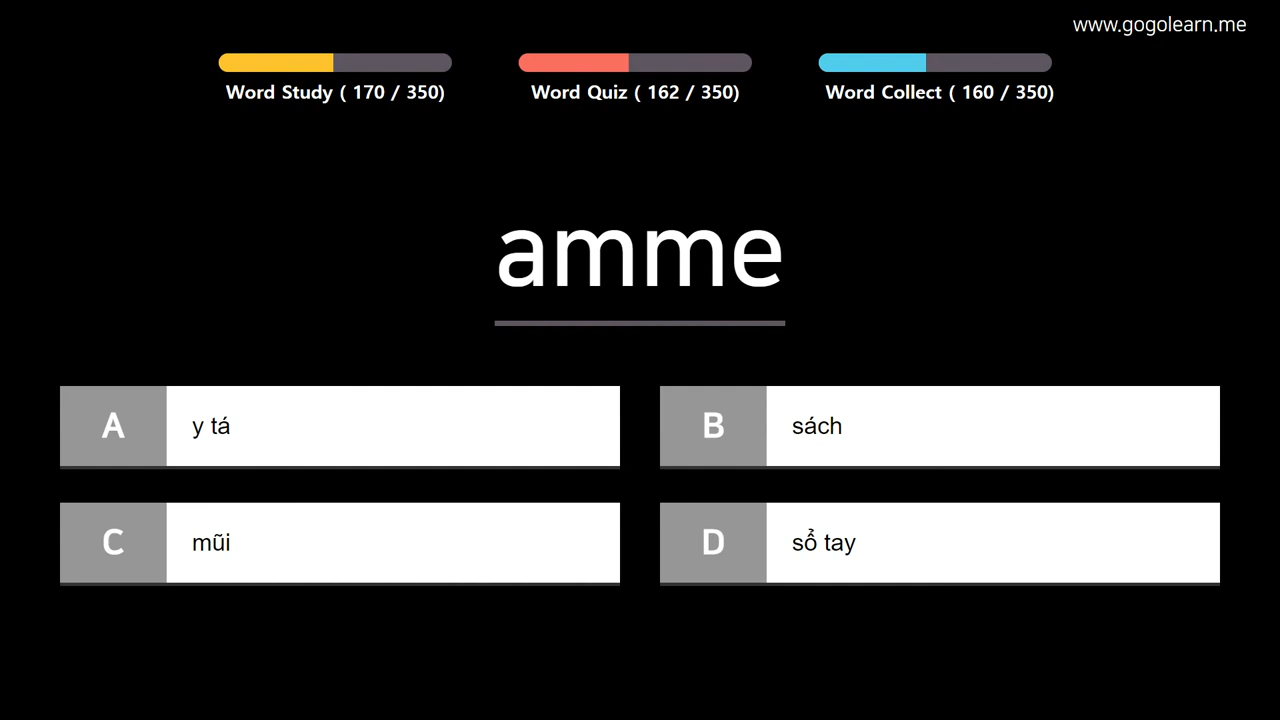 www.gogolearn.me
Word Study ( 170 / 350)
Word Quiz ( 162 / 350)
Word Collect ( 160 / 350)
amme
A y tá
B sách
C mũi
D sổ tay